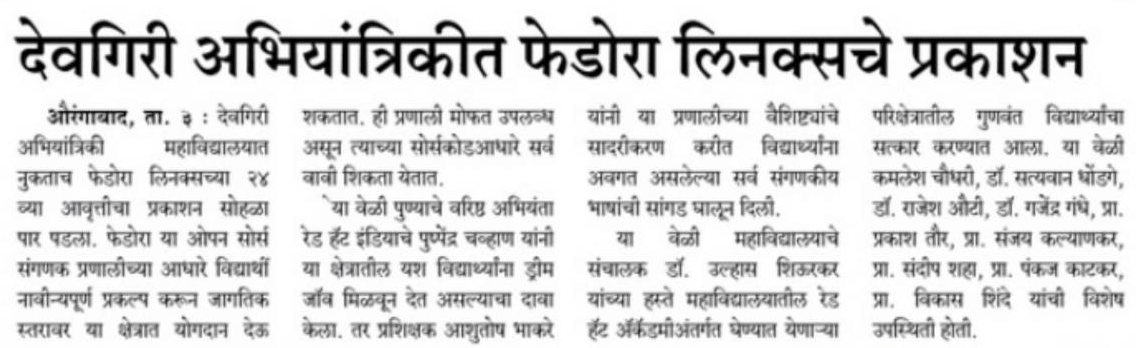 देवगिरी अभियांत्रिकीत फेडोरा लिनक्सचे प्रकाशन
औरंगाबाद, ता. ३ : देवगिरी
अभियांत्रिकी महाविद्यालयात
नुकताच फेडोरा लिनक्सच्या २४
व्या आवृत्तीचा प्रकाशन सोहळा
पार पडला. फेडोरा या ओपन सोर्स
संगणक प्रणालीच्या आधारे विद्यार्थी
नावीन्यपूर्ण प्रकल्प करून जागतिक
स्तरावर या क्षेत्रात योगदान देऊ
शकतात. ही प्रणाली मोफत उपलब्ध
असून त्याच्या सोर्सकोडआधारे सर्व
बाबी शिकता येतात.
या वेळी पुण्याचे वरिष्ठ अभियंता
रेड हॅट इंडियाचे पुष्पेंद्र चव्हाण यांनी
या क्षेत्रातील यश विद्यार्थ्यांना ड्रीम
जॉब मिळवून देत असल्याचा दावा
केला. तर प्रशिक्षक आशुतोष भाकरे
यांनी या प्रणालीच्या वैशिष्ट्यांचे
सादरीकरण करीत विद्यार्थ्यांना
अवगत असलेल्या सर्व संगणकीय
भाषांची सांगड घालून दिली.
या वेळी महाविद्यालयाचे
संचालक डॉ. उल्हास शिऊरकर
यांच्या हस्ते महाविद्यालयातील रेड
हॅट ॲकॅडमीअंतर्गत घेण्यात येणाऱ्या
परिक्षेत्रातील गुणवंत विद्यार्थ्यांचा
सत्कार करण्यात आला. या वेळी
कमलेश चौधरी, डॉ. सत्यवान धोंडगे,
डॉ. राजेश औटी, डॉ. गजेंद्र गंधे, प्रा.
प्रकाश तौर, प्रा. संजय कल्याणकर,
प्रा. संदीप शहा, प्रा. पंकज काटकर,
प्रा. विकास शिंदे यांची विशेष
उपस्थिती होती.